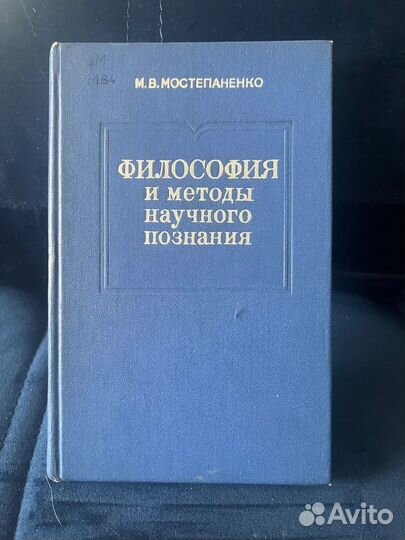 М.В.МОСТЕПАНЕНКО
ФИЛОСОФИЯ
и методы
научного
познания
Avito